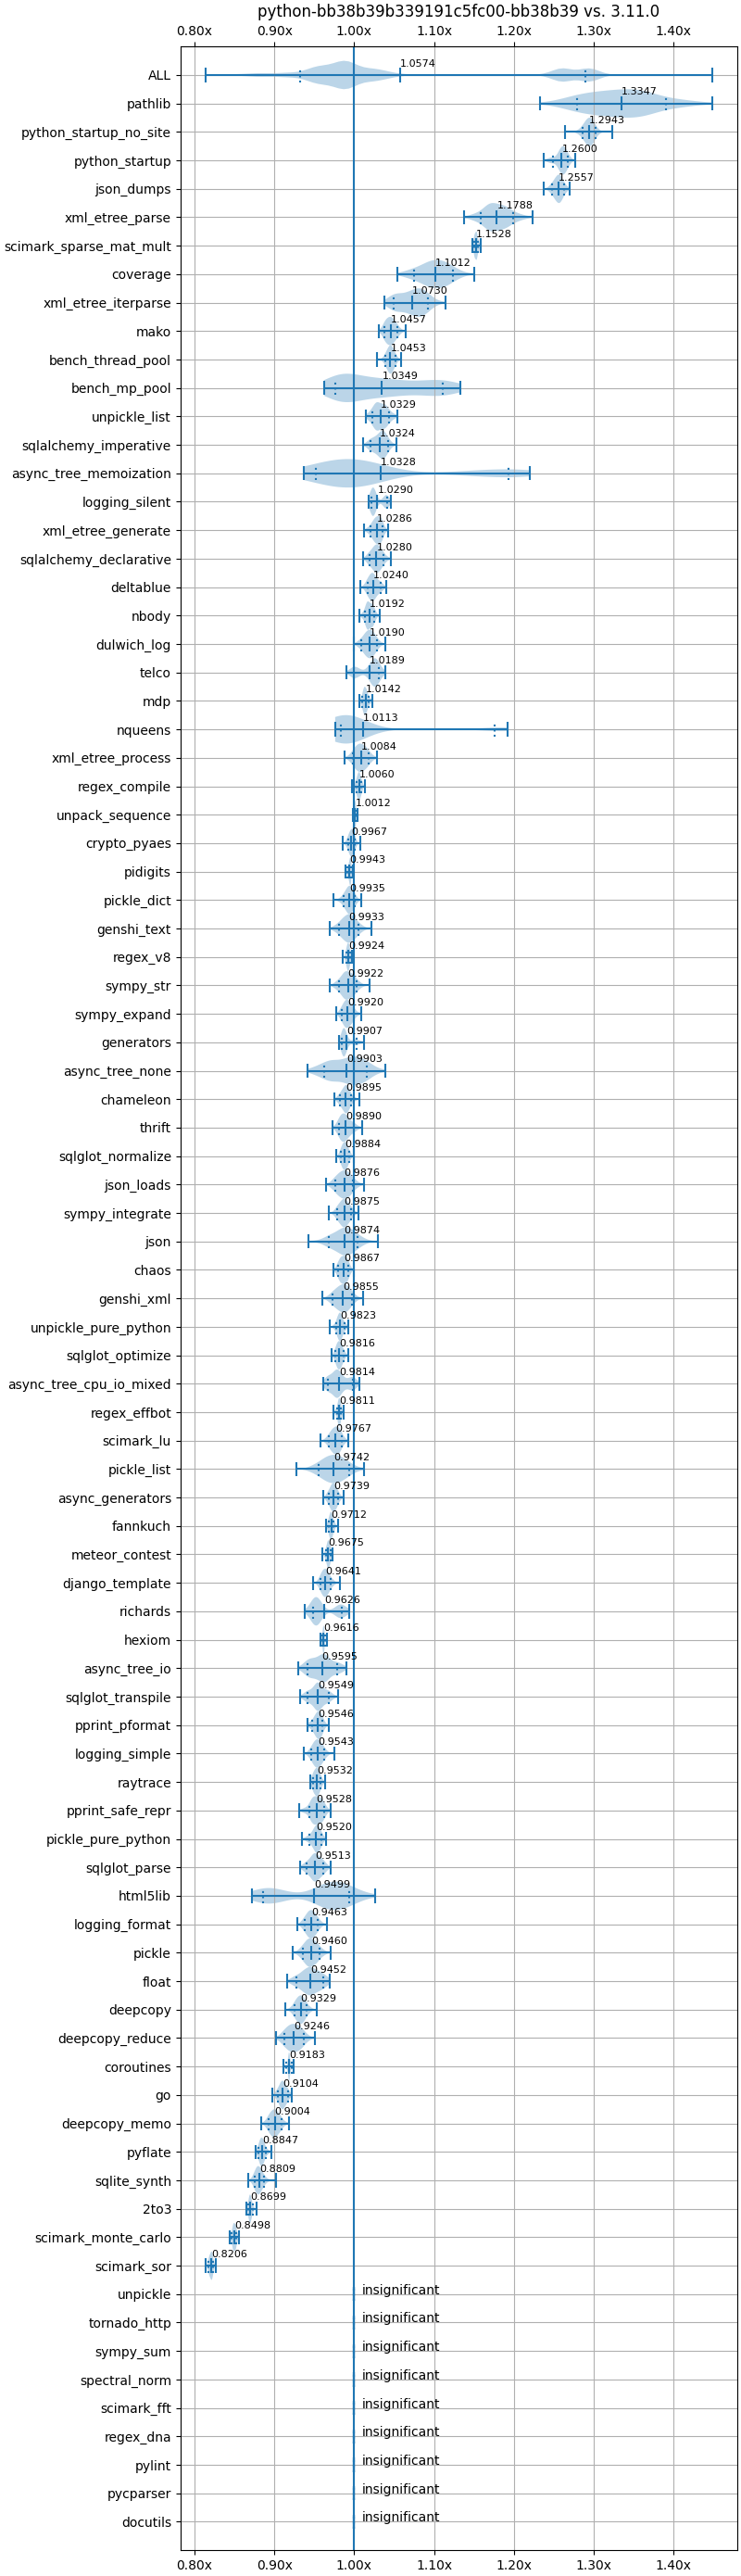 python-bb38b39b339191c5fc00-bb38b39 vs. 3.11.0
0.80x 0.90x 1.00x 1.10x 1.20x 1.30x 1.40x
ALL 1.0574
pathlib 1.3347
python_startup_no_site 1.2943
python_startup 1.2600
json_dumps 1.2557
xml_etree_parse 1.1788
scimark_sparse_mat_mult 1.1528
coverage 1.1012
xml_etree_iterparse 1.0730
mako 1.0457
bench_thread_pool 1.0453
bench_mp_pool 1.0349
unpickle_list 1.0329
sqlalchemy_imperative 1.0324
async_tree_memoization 1.0328
logging_silent 1.0290
xml_etree_generate 1.0286
sqlalchemy_declarative 1.0280
deltablue 1.0240
nbody 1.0192
dulwich_log 1.0190
telco 1.0189
mdp 1.0142
nqueens 1.0113
xml_etree_process 1.0084
regex_compile 1.0060
unpack_sequence 1.0012
crypto_pyaes 0.9967
pidigits 0.9943
pickle_dict 0.9935
genshi_text 0.9933
regex_v8 0.9924
sympy_str 0.9922
sympy_expand 0.9920
generators 0.9907
async_tree_none 0.9903
chameleon 0.9895
thrift 0.9890
sqlglot_normalize 0.9884
json_loads 0.9876
sympy_integrate 0.9875
json 0.9874
chaos 0.9867
genshi_xml 0.9855
unpickle_pure_python 0.9823
sqlglot_optimize 0.9816
async_tree_cpu_io_mixed 0.9814
regex_effbot 0.9811
scimark_lu 0.9767
pickle_list 0.9742
async_generators 0.9739
fannkuch 0.9712
meteor_contest 0.9675
django_template 0.9641
richards 0.9626
hexiom 0.9616
async_tree_io 0.9595
sqlglot_transpile 0.9549
pprint_pformat 0.9546
logging_simple 0.9543
raytrace 0.9532
pprint_safe_repr 0.9528
pickle_pure_python 0.9520
sqlglot_parse 0.9513
html5lib 0.9499
logging_format 0.9463
pickle 0.9460
float 0.9452
deepcopy 0.9329
deepcopy_reduce 0.9246
coroutines 0.9183
go 0.9104
deepcopy_memo 0.9004
pyflate 0.8847
sqlite_synth 0.8809
2to3 0.8699
scimark_monte_carlo 0.8498
scimark_sor 0.8206
unpickle insignificant
tornado_http insignificant
sympy_sum insignificant
spectral_norm insignificant
scimark_fft insignificant
regex_dna insignificant
pylint insignificant
pycparser insignificant
docutils insignificant
0.80x 0.90x 1.00x 1.10x 1.20x 1.30x 1.40x